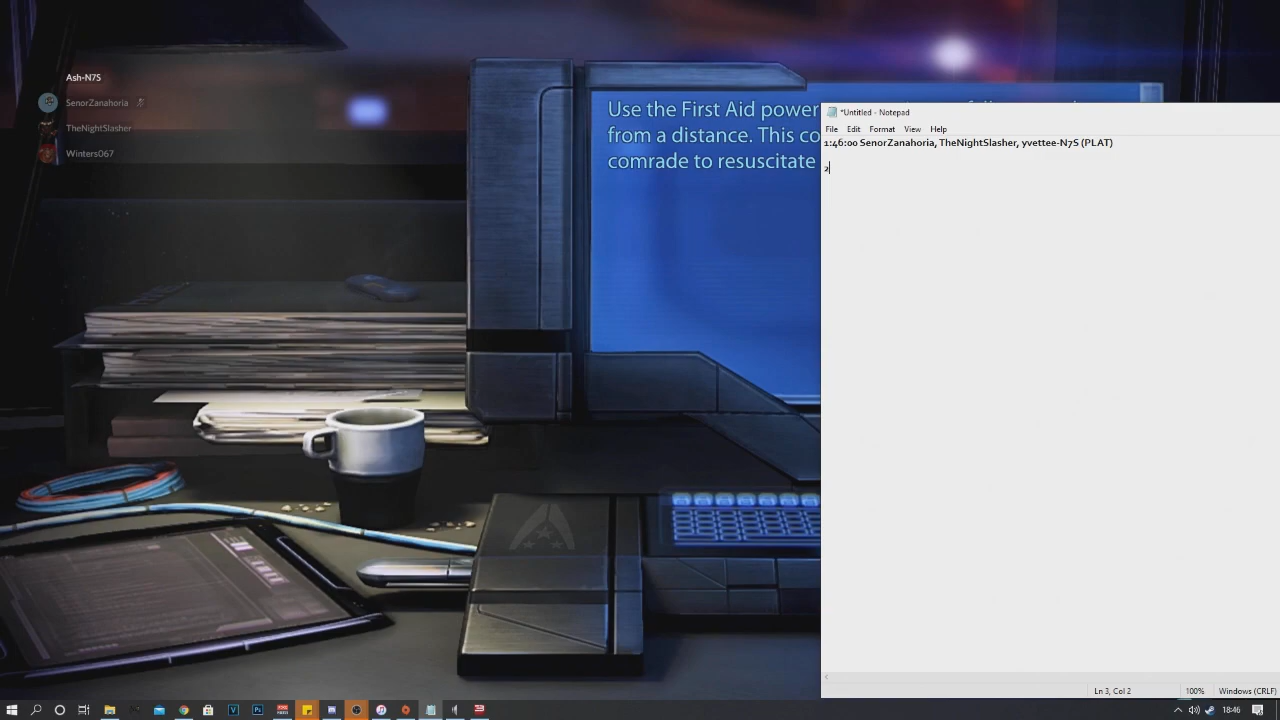 Ash-N7S
SenorZanahoria
TheNightSlasher
Winters067
Use the First Aid power
from a distance. This co
comrade to resuscitate
*Untitled - Notepad
File Edit Format View Help
1:46:00 SenorZanahoria, TheNightSlasher, yvettee-N7S (PLAT)
2
Ln 3, Col 2 100% Windows (CRLF)
18:46